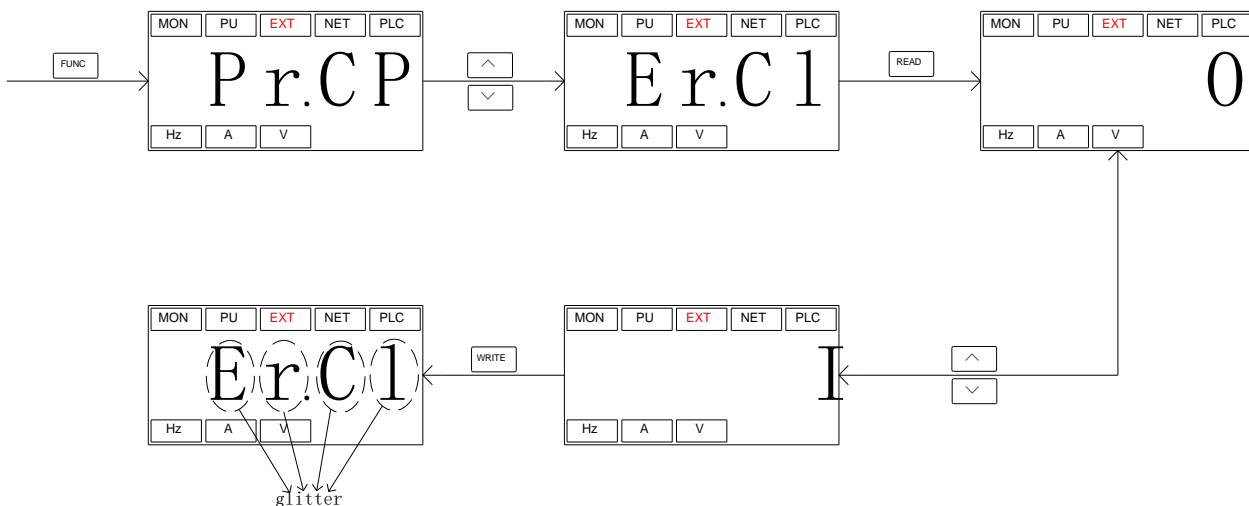 MON PU EXT NET PLC
Pr.CP
Hz A V
FUNC
MON PU EXT NET PLC
Er.Cl
Hz A V
READ
MON PU EXT NET PLC
0
Hz A V
MON PU EXT NET PLC
I
Hz A V
WRITE
MON PU EXT NET PLC
Er.Cl
Hz A V
glitter